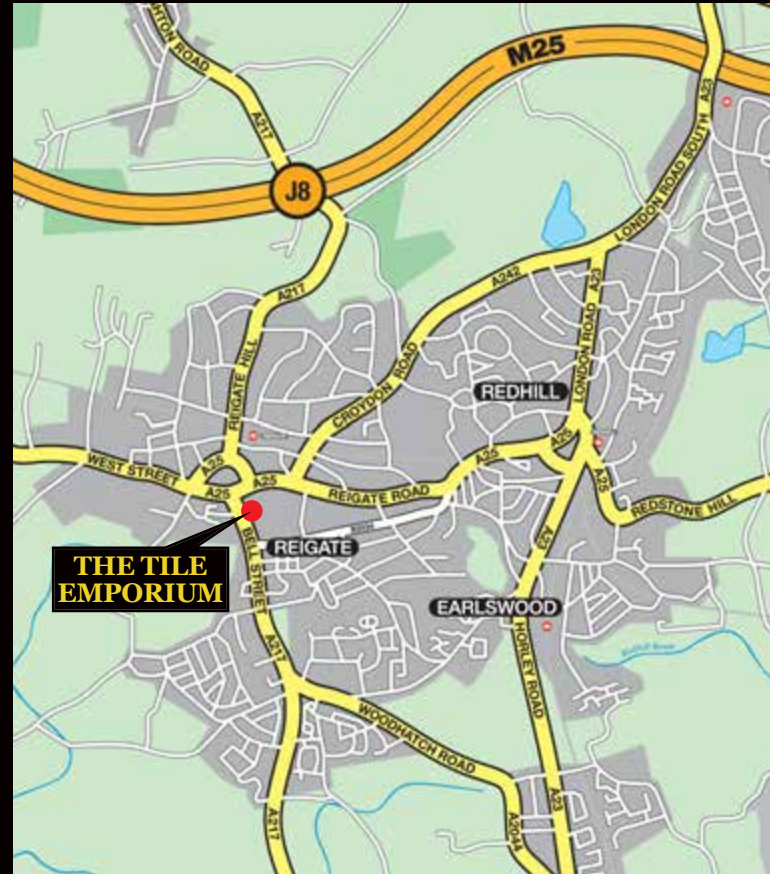 GHTON ROAD
A217
M25
A23
J8
LONDON ROAD SOUTH
A217
A242
A23
LONDON ROAD
REIGATE HILL
CROYDON ROAD
REDHILL
WEST STREET
A25
A25
A25
REIGATE ROAD
A25
A25
A25
REDSTONE HILL
BELL STREET
REIGATE
A23
THE TILE
EMPORIUM
EARLSWOOD
HORLEY ROAD
A217
WOODHATCH ROAD
A217
A2044
A23